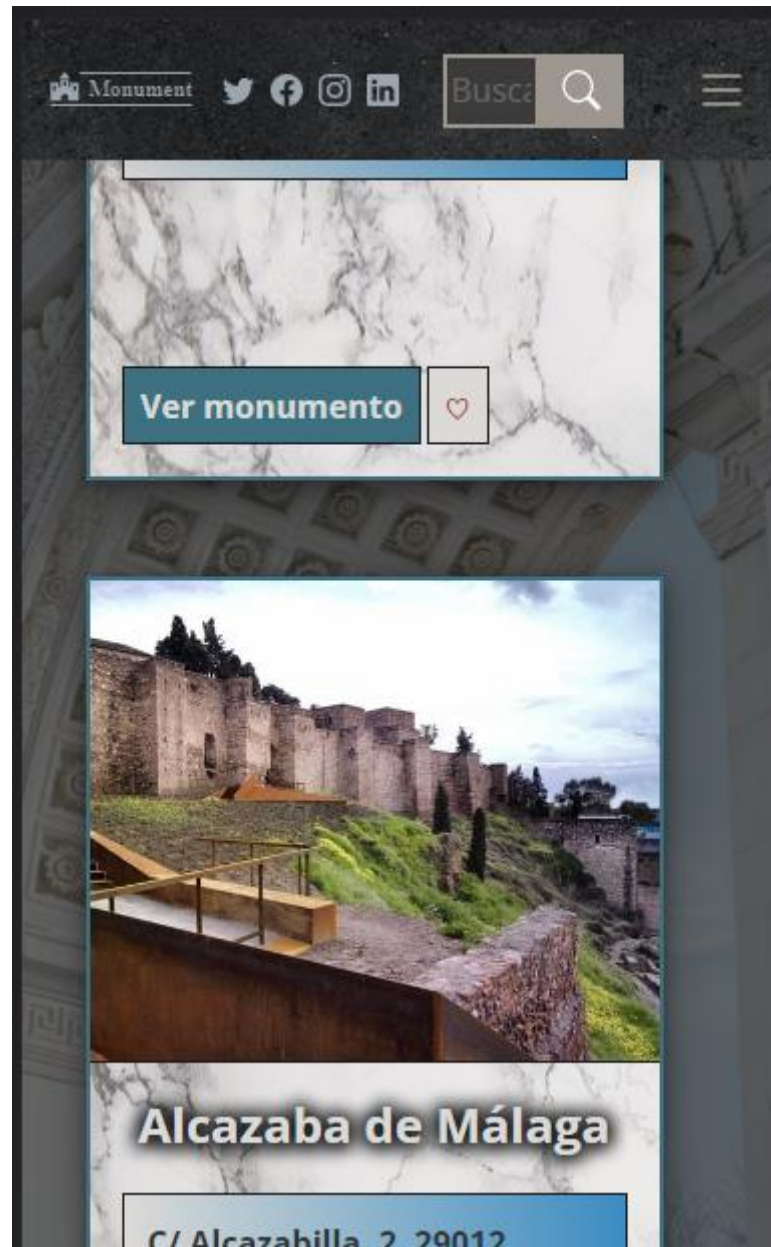 Monument
Busca
Ver monumento
Alcazaba de Málaga
C/ Alcazabilla, 2, 29012